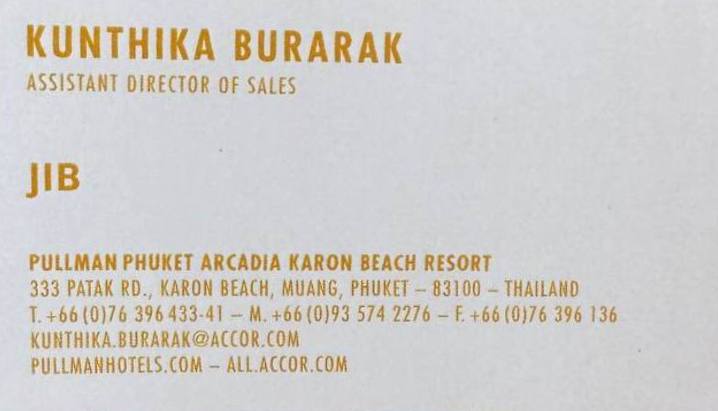 KUNTHIKA BURARAK
ASSISTANT DIRECTOR OF SALES
JIB
PULLMAN PHUKET ARCADIA KARON BEACH RESORT
333 PATAK RD., KARON BEACH, MUANG, PHUKET – 83100 – THAILAND
T. +66 (0)76 396 433-41 – M. +66 (0)93 574 2276 – F. +66 (0)76 396 136
KUNTHIKA.BURARAK@ACCOR.COM
PULLMANHOTELS.COM – ALL.ACCOR.COM